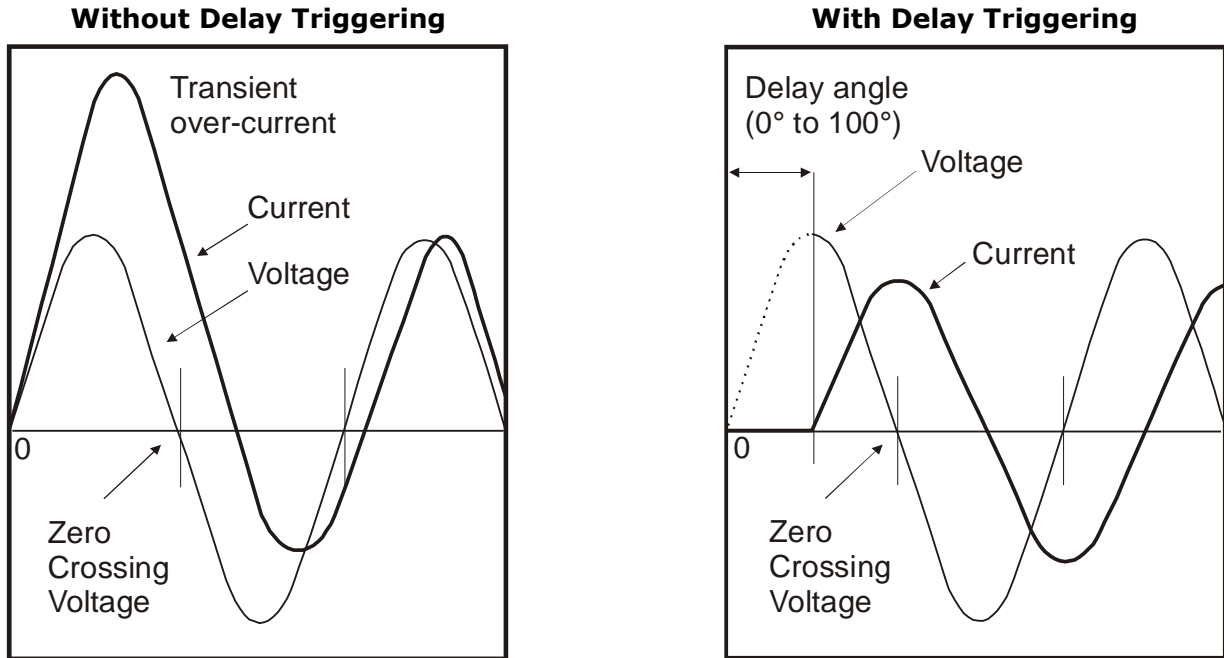 Without Delay Triggering
Transient
over-current
Current
Voltage
0
Zero
Crossing
Voltage
With Delay Triggering
Delay angle
(0° to 100°)
Voltage
Current
0
Zero
Crossing
Voltage